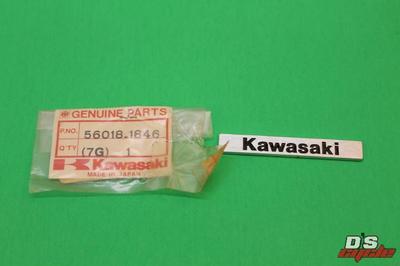 GENUINE PARTS
P.NO. 56018-1846
Q'TY (7G) 1
Kawasaki
MADE IN JAPAN
Kawasaki
D'S
cycle